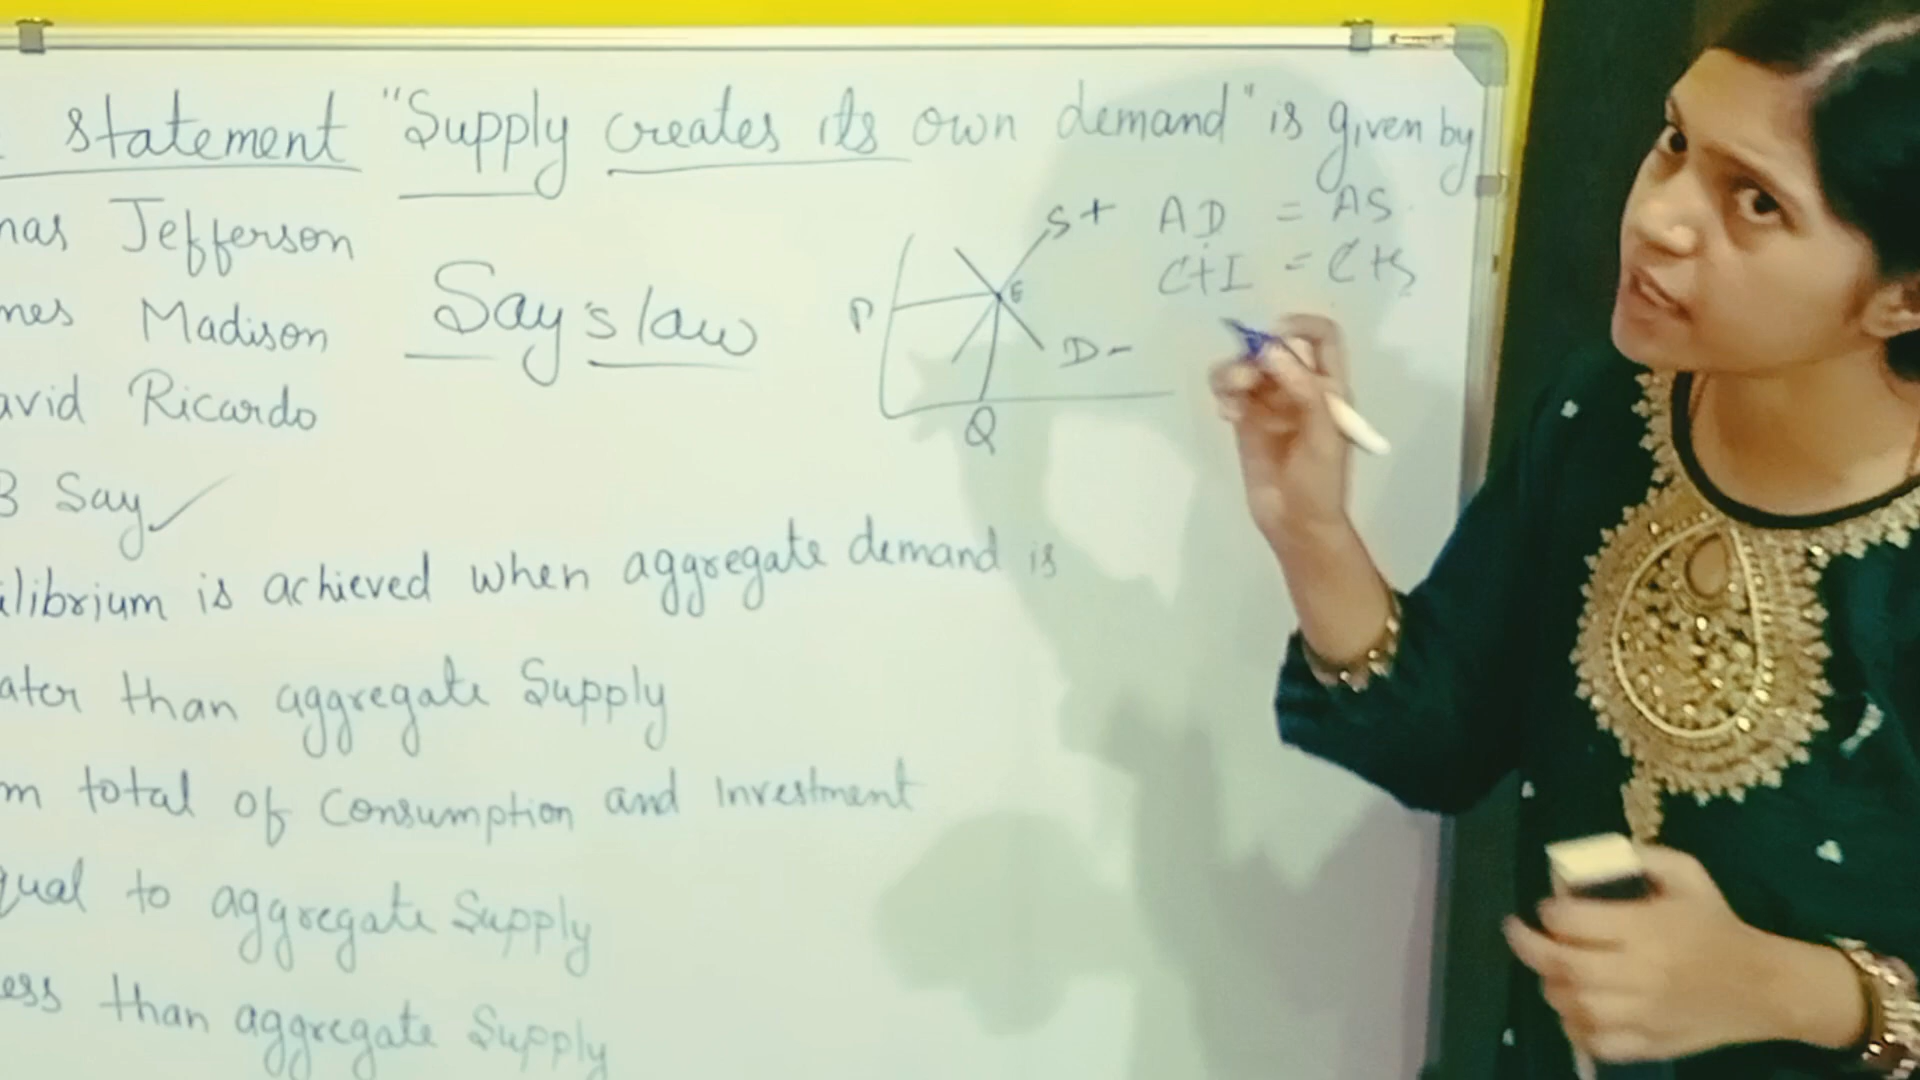 statement "Supply creates its own demand" is given by
mas Jefferson
mes Madison
avid Ricardo
B Say ✓
Say's law
S+
E
P
D-
Q
AD = AS
C+I = C+S
ilibrium is achieved when aggregate demand is
ater than aggregate Supply
m total of Consumption and Investment
qual to aggregate Supply
ess than aggregate Supply